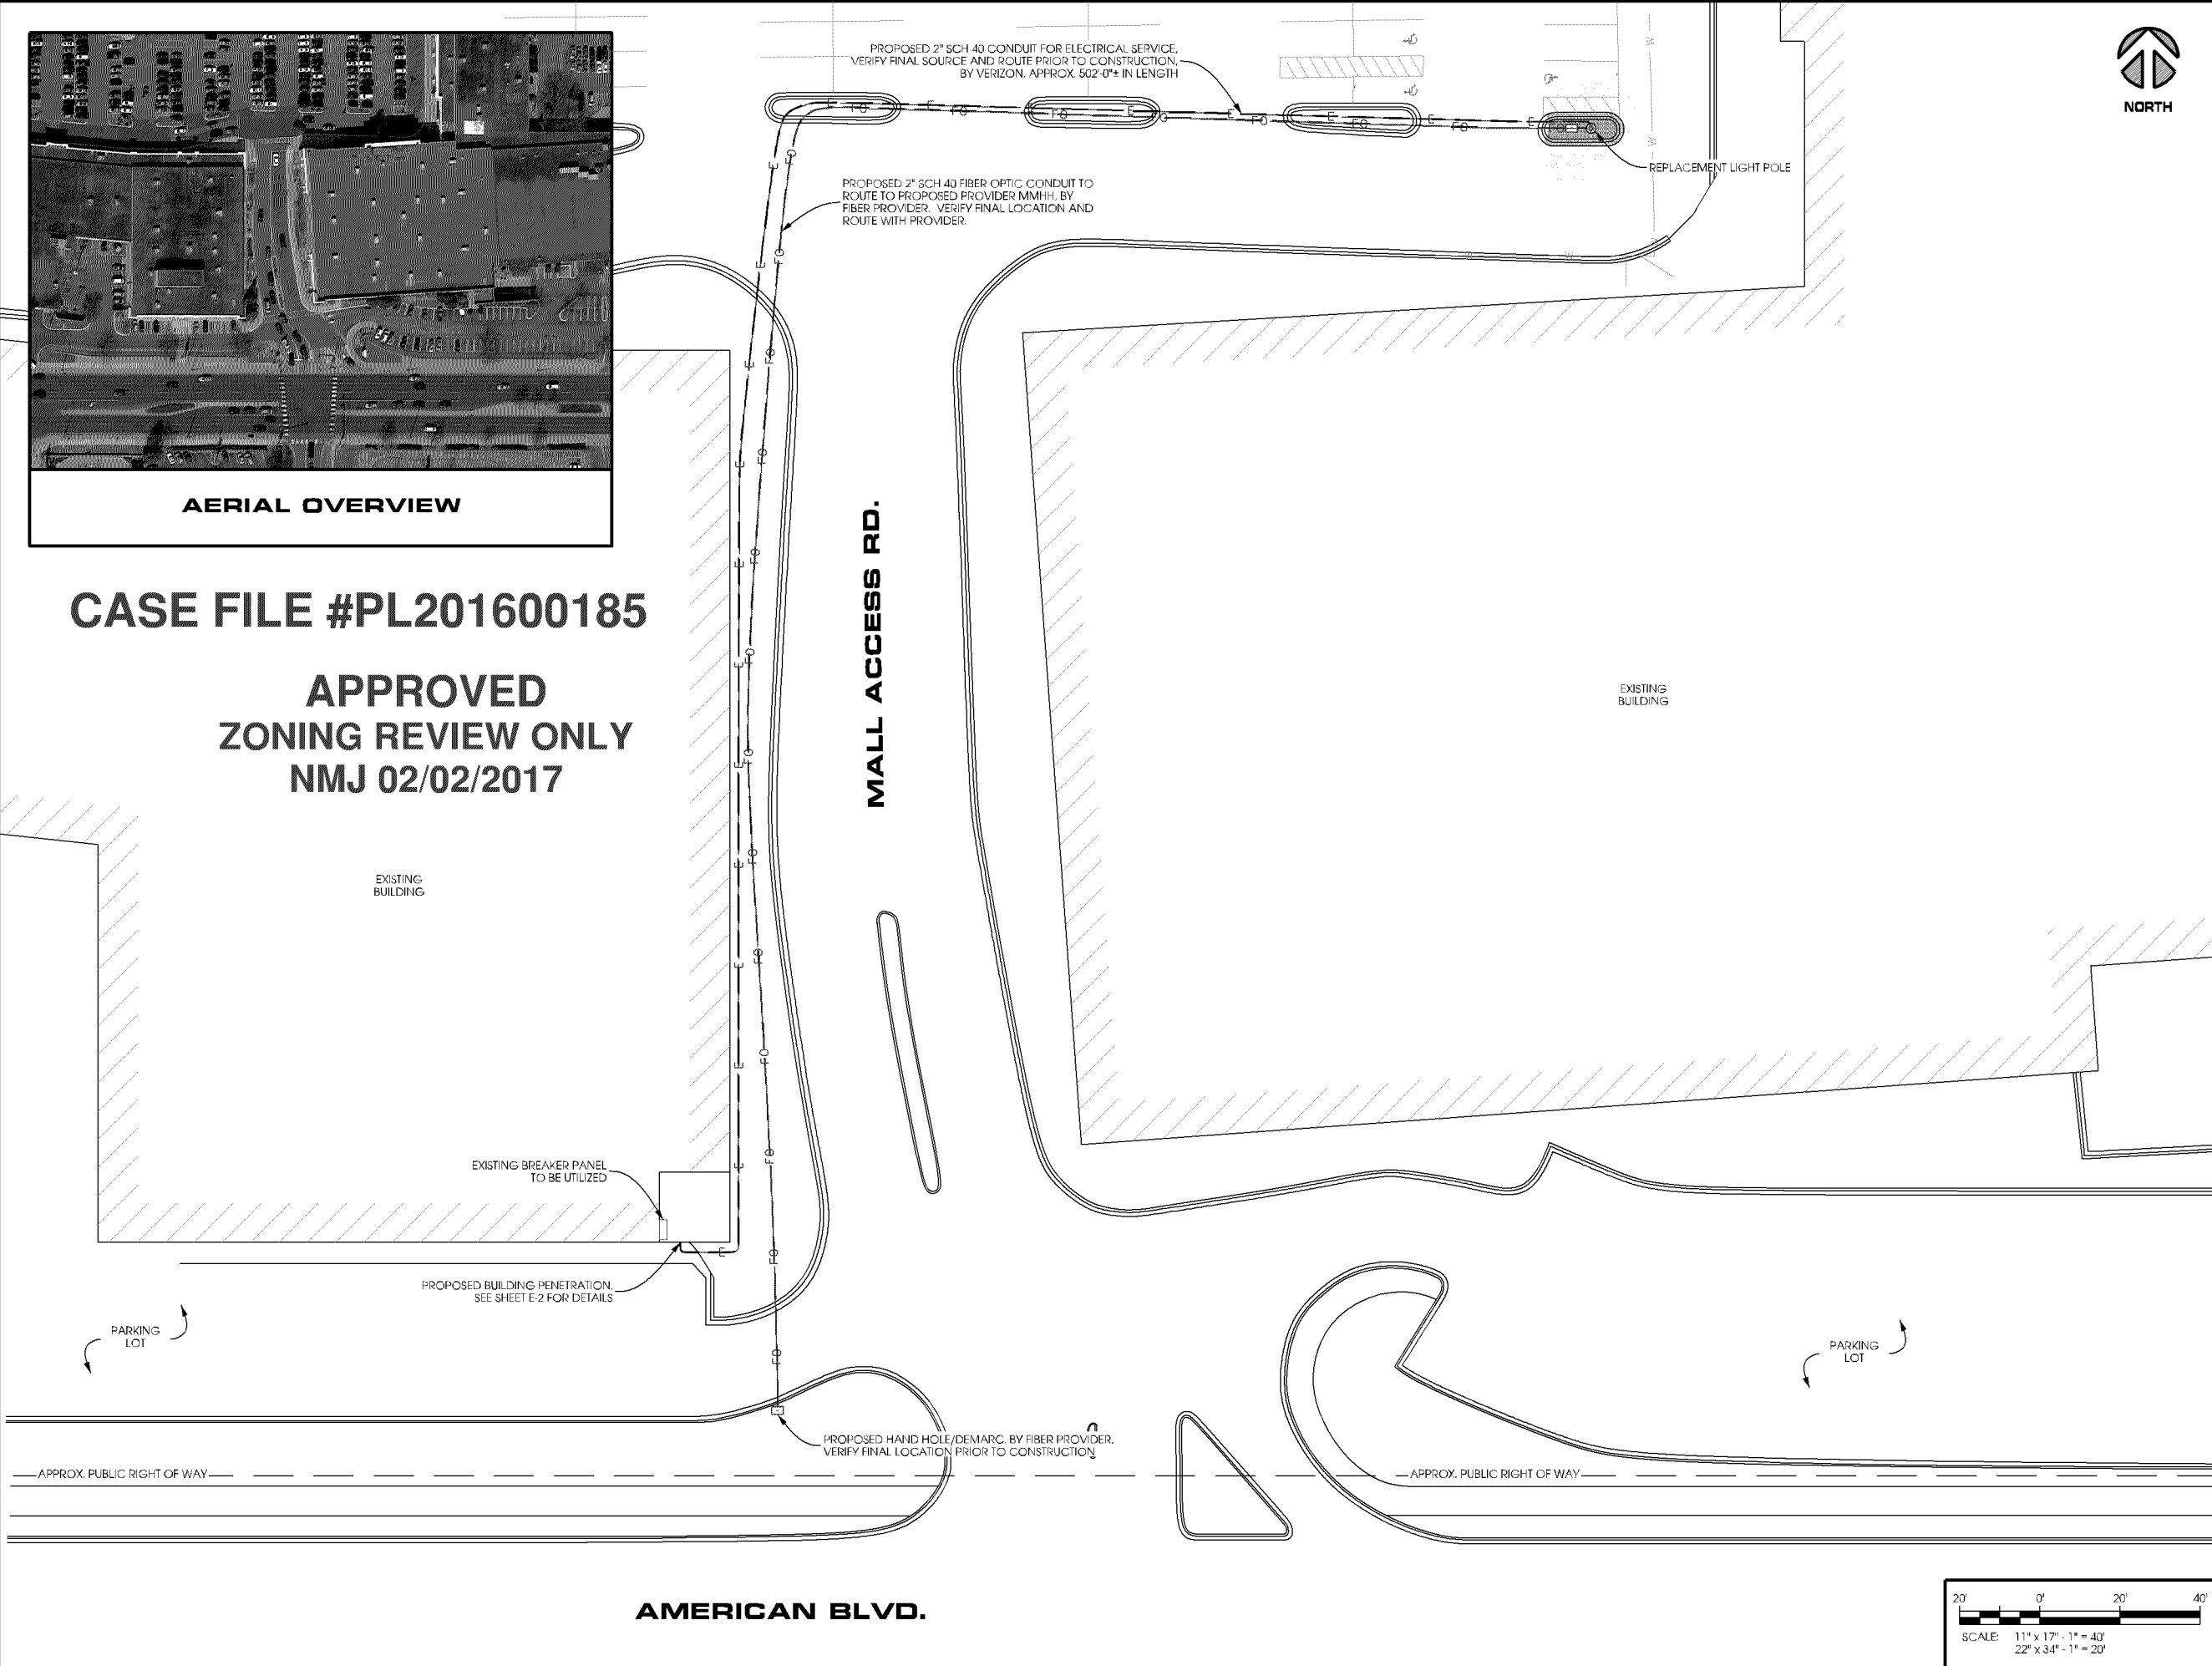 PROPOSED 2" SCH 40 CONDUIT FOR ELECTRICAL SERVICE,
VERIFY FINAL SOURCE AND ROUTE PRIOR TO CONSTRUCTION,
BY VERIZON. APPROX. 502'-0"± IN LENGTH
NORTH
REPLACEMENT LIGHT POLE
PROPOSED 2" SCH 40 FIBER OPTIC CONDUIT TO
ROUTE TO PROPOSED PROVIDER MMHH, BY
FIBER PROVIDER. VERIFY FINAL LOCATION AND
ROUTE WITH PROVIDER.
AERIAL OVERVIEW
CASE FILE #PL201600185
APPROVED
ZONING REVIEW ONLY
NMJ 02/02/2017
MALL ACCESS RD.
EXISTING
BUILDING
EXISTING
BUILDING
EXISTING BREAKER PANEL
TO BE UTILIZED
PROPOSED BUILDING PENETRATION,
SEE SHEET E-2 FOR DETAILS
PARKING
LOT
PARKING
LOT
PROPOSED HAND HOLE/DEMARC. BY FIBER PROVIDER.
VERIFY FINAL LOCATION PRIOR TO CONSTRUCTION
APPROX. PUBLIC RIGHT OF WAY
APPROX. PUBLIC RIGHT OF WAY
AMERICAN BLVD.
20' 0' 20' 40'
SCALE: 11" x 17" - 1" = 40'
22" x 34" - 1" = 20'